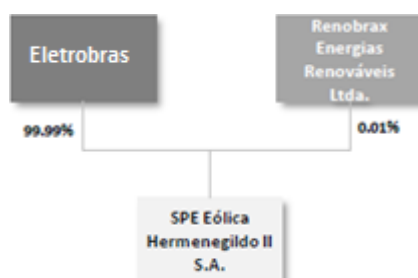 Eletrobras
Renobrax
Energias
Renováveis
Ltda.
99.99%
0.01%
SPE Eólica
Hermenegildo II
S.A.